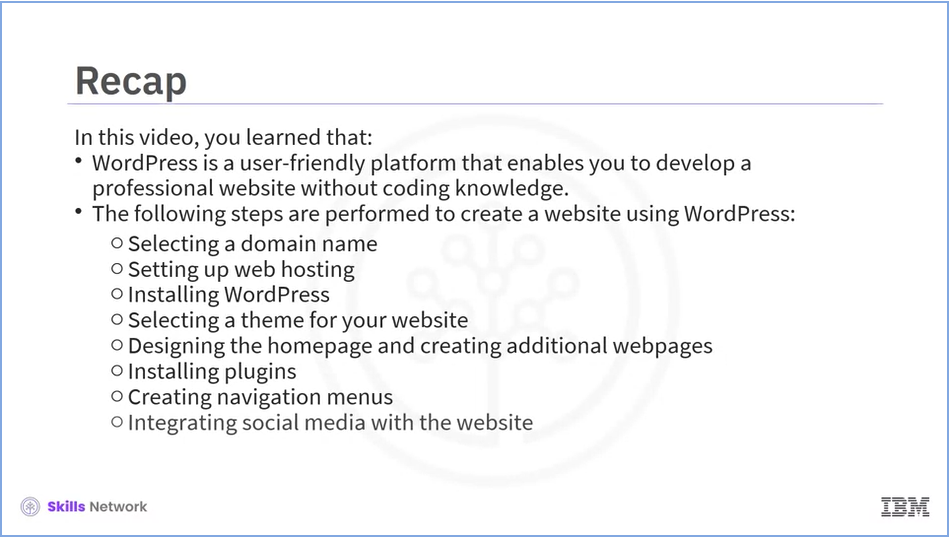 Recap
In this video, you learned that:
• WordPress is a user-friendly platform that enables you to develop a
professional website without coding knowledge.
• The following steps are performed to create a website using WordPress:
○ Selecting a domain name
○ Setting up web hosting
○ Installing WordPress
○ Selecting a theme for your website
○ Designing the homepage and creating additional webpages
○ Installing plugins
○ Creating navigation menus
○ Integrating social media with the website
Skills Network
IBM